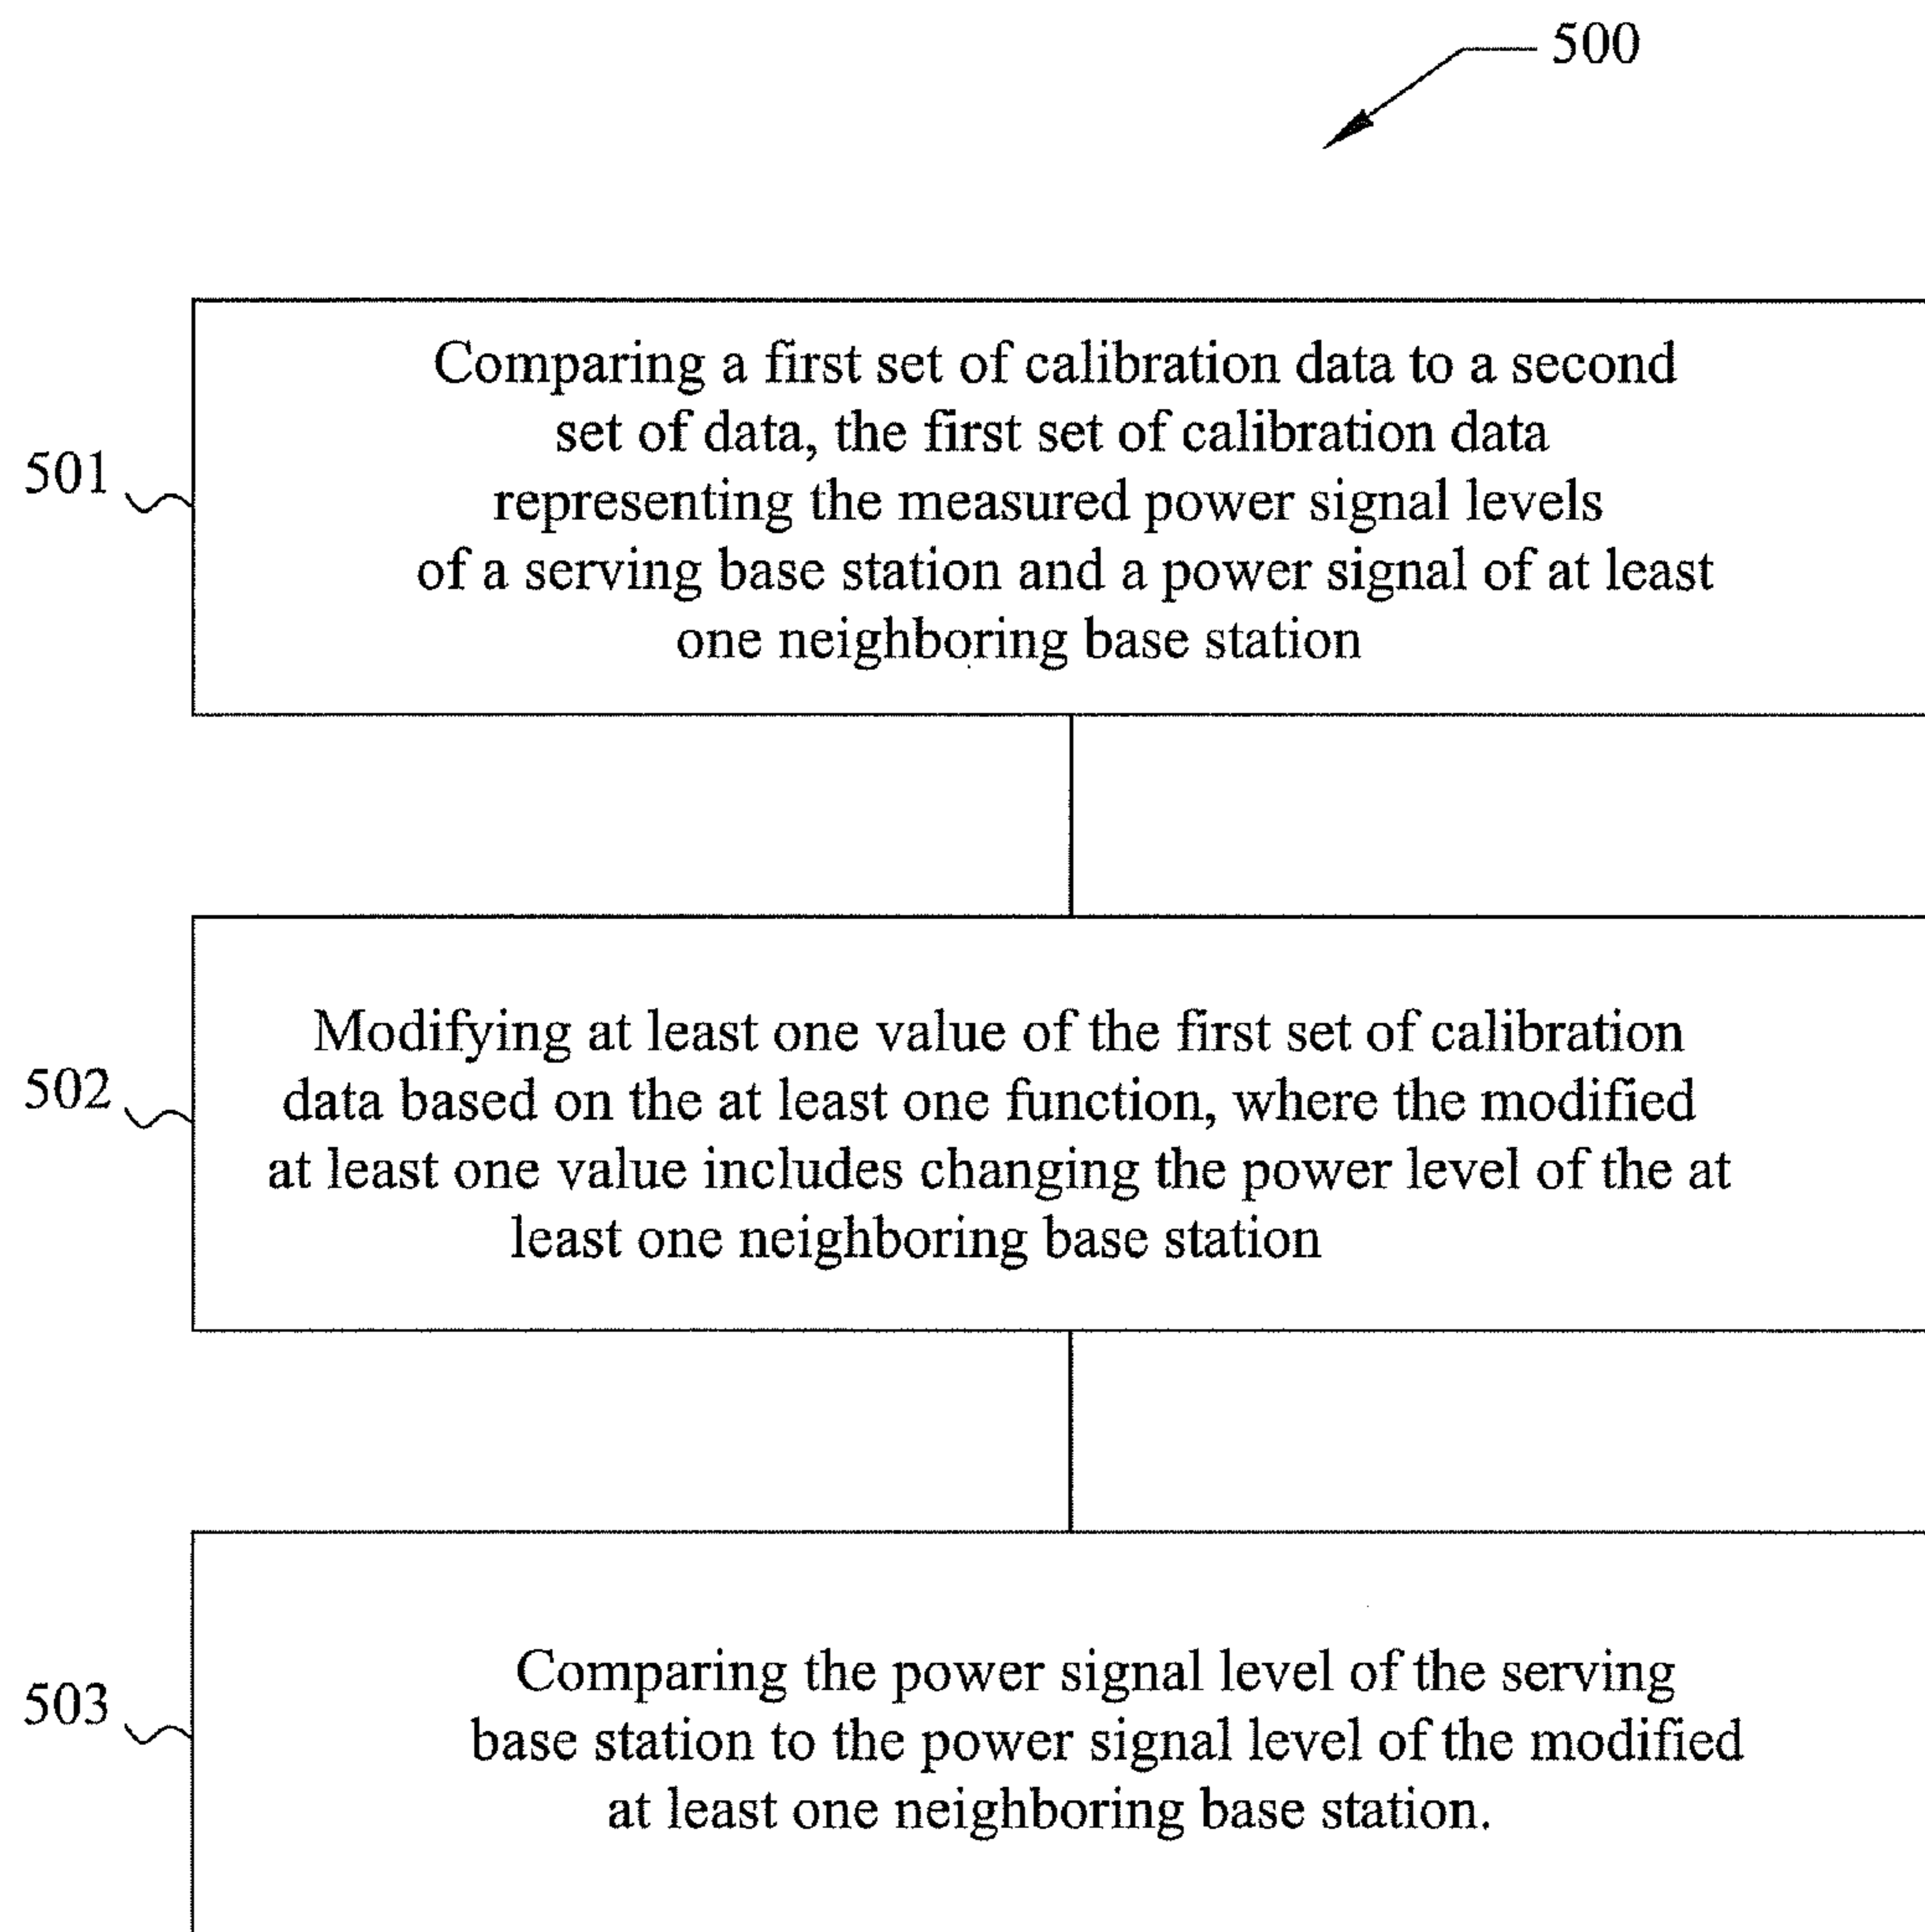 500
Comparing a first set of calibration data to a second
set of data, the first set of calibration data
501
representing the measured power signal levels
of a serving base station and a power signal of at least
one neighboring base station
Modifying at least one value of the first set of calibration
502
data based on the at least one function, where the modified
at least one value includes changing the power level of the at
least one neighboring base station
Comparing the power signal level of the serving
503
base station to the power signal level of the modified
at least one neighboring base station.